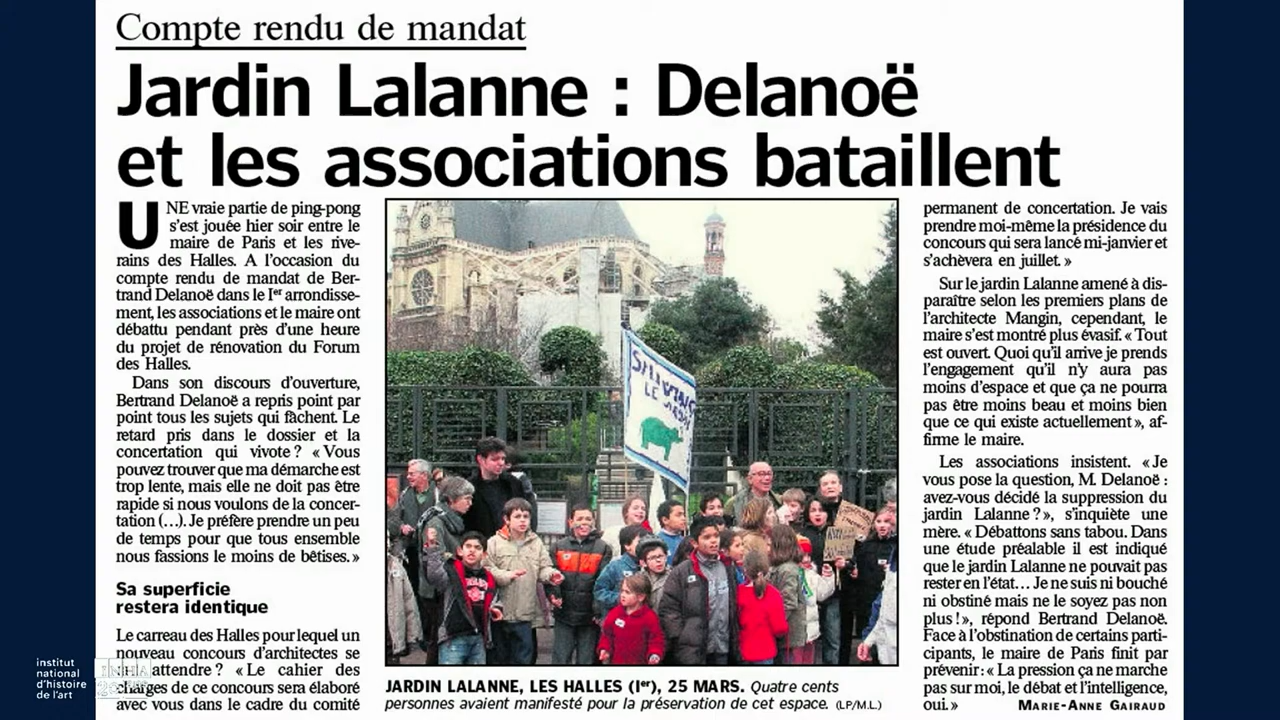 Compte rendu de mandat
Jardin Lalanne : Delanoë
et les associations bataillent
UNE vraie partie de ping-pong
s'est jouée hier soir entre le
maire de Paris et les rive-
rains des Halles. A l'occasion du
compte rendu de mandat de Ber-
trand Delanoë dans le Ier arrondisse-
ment, les associations et le maire ont
débattu pendant près d'une heure
du projet de rénovation du Forum
des Halles.
Dans son discours d'ouverture,
Bertrand Delanoë a repris point par
point tous les sujets qui fâchent. Le
retard pris dans le dossier et la
concertation qui vivote ? « Vous
pouvez trouver que ma démarche est
trop lente, mais elle ne doit pas être
rapide si nous voulons de la concer-
tation (...). Je préfère prendre un peu
de temps pour que tous ensemble
nous fassions le moins de bêtises. »
Sa superficie
restera identique
Le carreau des Halles pour lequel un
nouveau concours d'architectes se
attendre ? « Le cahier des
charges de ce concours sera élaboré
avec vous dans le cadre du comité
LE
JARDIN LALANNE, LES HALLES (Ier), 25 MARS. Quatre cents
personnes avaient manifesté pour la préservation de cet espace. (LP/M.L.)
permanent de concertation. Je vais
prendre moi-même la présidence du
concours qui sera lancé mi-janvier et
s'achèvera en juillet. »
Sur le jardin Lalanne amené à dis-
paraître selon les premiers plans de
l'architecte Mangin, cependant, le
maire s'est montré plus évasif. « Tout
est ouvert. Quoi qu'il arrive je prends
l'engagement qu'il n'y aura pas
moins d'espace et que ça ne pourra
pas être moins beau et moins bien
que ce qui existe actuellement », af-
firme le maire.
Les associations insistent. « Je
vous pose la question, M. Delanoë :
avez-vous décidé la suppression du
jardin Lalanne ? », s'inquiète une
mère. « Débattons sans tabou. Dans
une étude préalable il est indiqué
que le jardin Lalanne ne pouvait pas
rester en l'état... Je ne suis ni bouché
ni obstiné mais ne le soyez pas non
plus ! », répond Bertrand Delanoë.
Face à l'obstination de certains parti-
cipants, le maire de Paris finit par
prévenir : « La pression ça ne marche
pas sur moi, le débat et l'intelligence,
oui. » MARIE-ANNE GAIRAUD
institut
national
d'histoire
de l'art
INHA